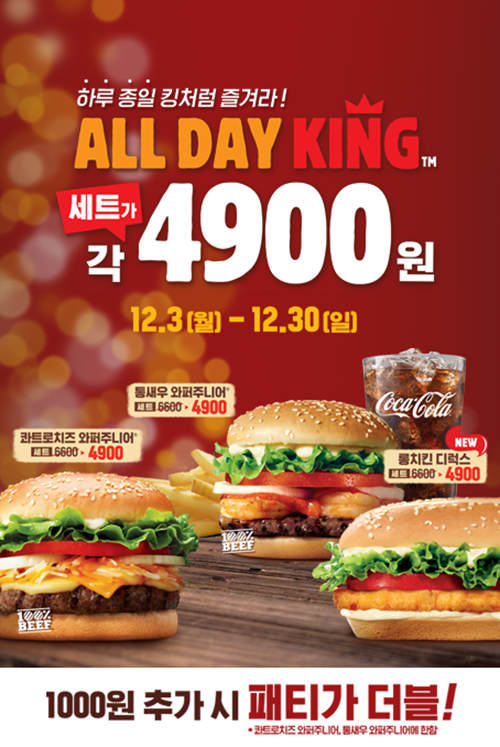 하루 종일 킹처럼 즐겨라!
ALL DAY KING™
세트가
각 4900원
12.3(월) - 12.30(일)
통새우 와퍼주니어*
세트 6600 ▸ 4900
콰트로치즈 와퍼주니어*
세트 6600 ▸ 4900
Coca-Cola
NEW
롱치킨 디럭스
세트 6600 ▸ 4900
100% BEEF
100% BEEF
1000원 추가 시 패티가 더블!
* 콰트로치즈 와퍼주니어, 통새우 와퍼주니어에 한함